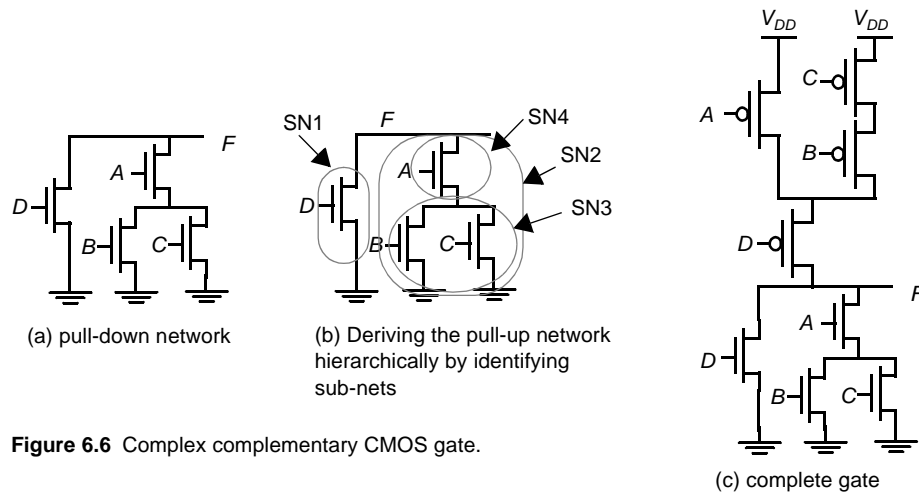 F
A
D
B
C
(a) pull-down network
SN1
F
SN4
SN2
A
D
SN3
B
C
(b) Deriving the pull-up network
hierarchically by identifying
sub-nets
V_DD
V_DD
C
A
B
D
F
A
D
B
C
(c) complete gate
Figure 6.6 Complex complementary CMOS gate.